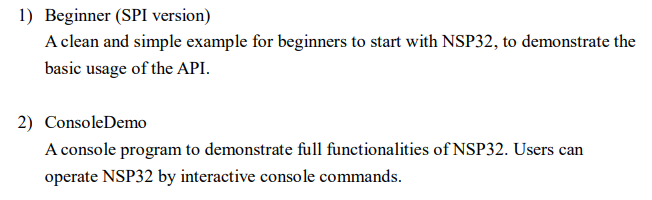 1) Beginner (SPI version)
A clean and simple example for beginners to start with NSP32, to demonstrate the
basic usage of the API.
2) ConsoleDemo
A console program to demonstrate full functionalities of NSP32. Users can
operate NSP32 by interactive console commands.